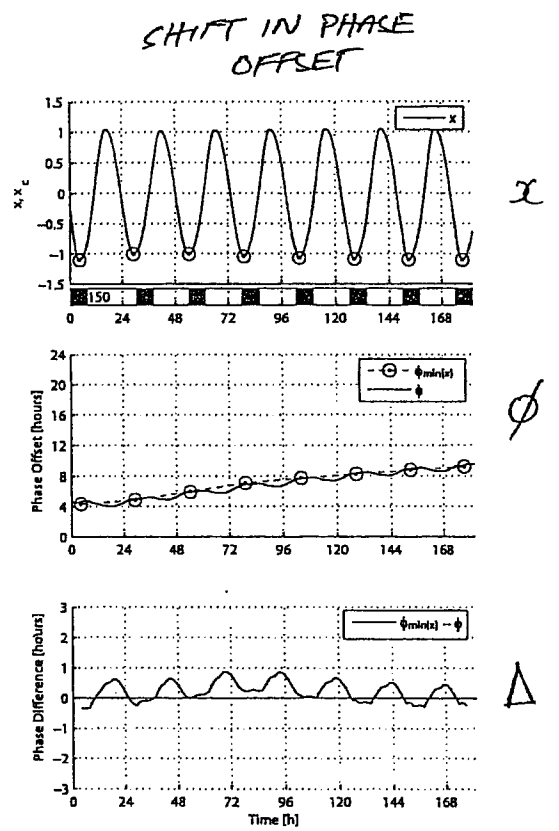 SHIFT IN PHASE
OFFSET
1.5
1
0.5
0
-0.5
-1
-1.5
x, x_c
x
x
150
0 24 48 72 96 120 144 168
24
20
16
12
8
4
0
Phase Offset [hours]
ϕmin(x)
ϕ
ϕ
0 24 48 72 96 120 144 168
3
2
1
0
-1
-2
-3
Phase Difference [hours]
ϕmin(x) - ϕ
Δ
0 24 48 72 96 120 144 168
Time [h]